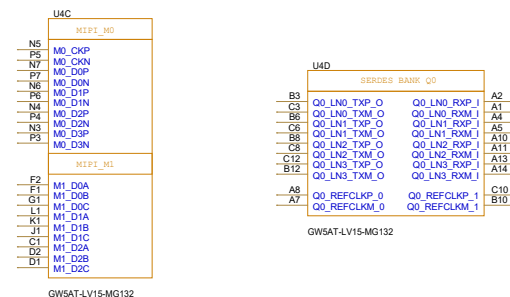 U4C
MIPI_M0
N5 M0_CKP
P5 M0_CKN
N7 M0_D0P
P7 M0_D0N
N6 M0_D1P
P6 M0_D1N
N4 M0_D2P
P4 M0_D2N
N3 M0_D3P
P3 M0_D3N
MIPI_M1
F2 M1_D0A
F1 M1_D0B
G1 M1_D0C
L1 M1_D1A
K1 M1_D1B
J1 M1_D1C
C1 M1_D2A
D2 M1_D2B
D1 M1_D2C
GW5AT-LV15-MG132
U4D
SERDES BANK Q0
B3 Q0_LN0_TXP_O Q0_LN0_RXP_I A2
C3 Q0_LN0_TXM_O Q0_LN0_RXM_I A1
B6 Q0_LN1_TXP_O Q0_LN1_RXP_I A4
C6 Q0_LN1_TXM_O Q0_LN1_RXM_I A5
B8 Q0_LN2_TXP_O Q0_LN2_RXP_I A10
C8 Q0_LN2_TXM_O Q0_LN2_RXM_I A11
C12 Q0_LN3_TXP_O Q0_LN3_RXP_I A13
B12 Q0_LN3_TXM_O Q0_LN3_RXM_I A14
A8 Q0_REFCLKP_0 Q0_REFCLKP_1 C10
A7 Q0_REFCLKM_0 Q0_REFCLKM_1 B10
GW5AT-LV15-MG132